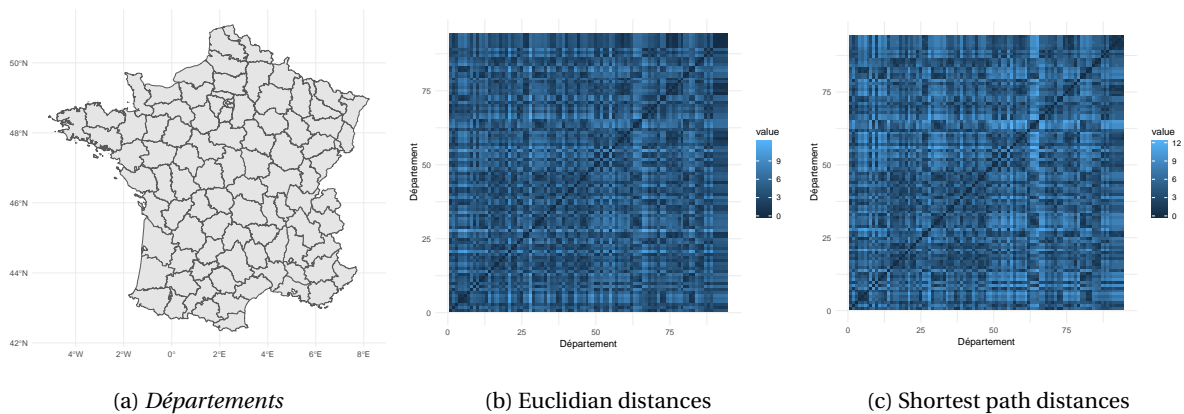 50°N
48°N
46°N
44°N
42°N
4°W
2°W
0°
2°E
4°E
6°E
8°E
Département
75
50
25
0
0
25
50
75
Département
value
9
6
3
0
Département
75
50
25
0
0
25
50
75
Département
value
12
9
6
3
0
(a) Départements
(b) Euclidian distances
(c) Shortest path distances